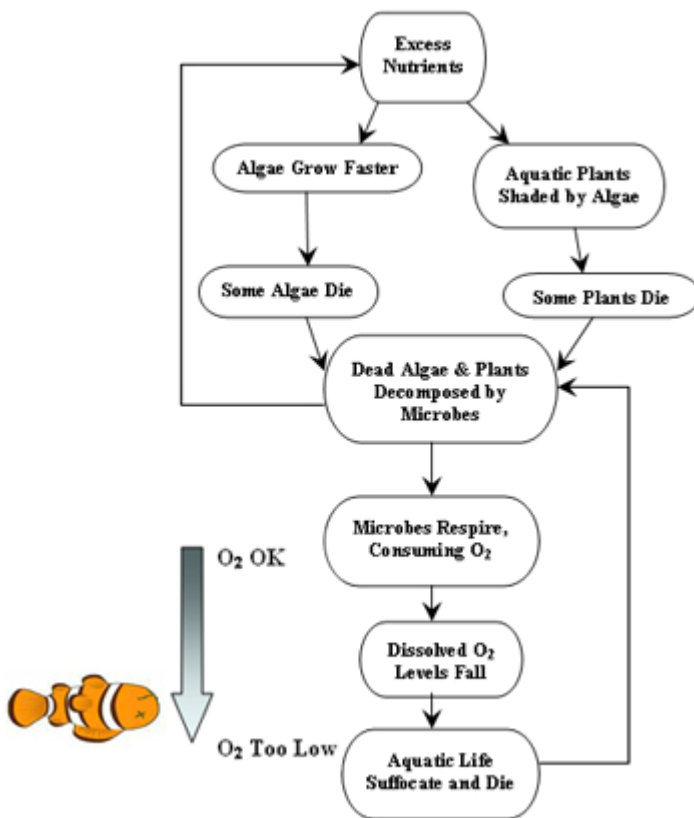 Excess
Nutrients
Algae Grow Faster
Aquatic Plants
Shaded by Algae
Some Algae Die
Some Plants Die
Dead Algae & Plants
Decomposed by
Microbes
Microbes Respire,
Consuming O₂
O₂ OK
Dissolved O₂
Levels Fall
O₂ Too Low
Aquatic Life
Suffocate and Die